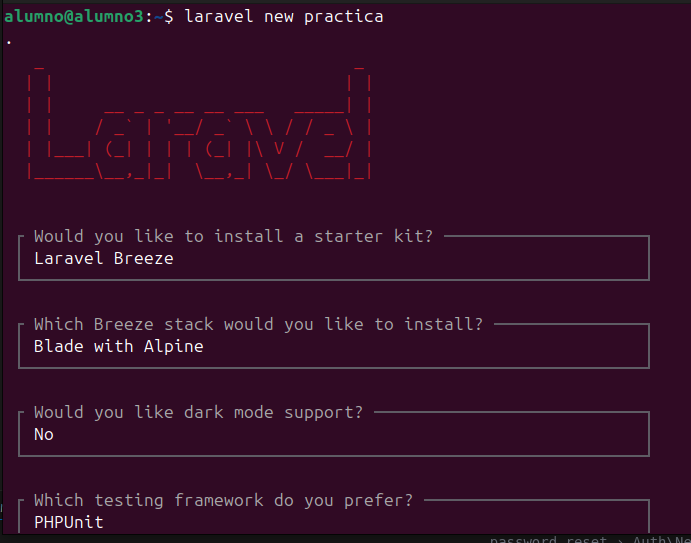 alumno@alumno3:~$ laravel new practica
.
Laravel
Would you like to install a starter kit?
Laravel Breeze
Which Breeze stack would you like to install?
Blade with Alpine
Would you like dark mode support?
No
Which testing framework do you prefer?
PHPUnit
password reset › Auth\Ne